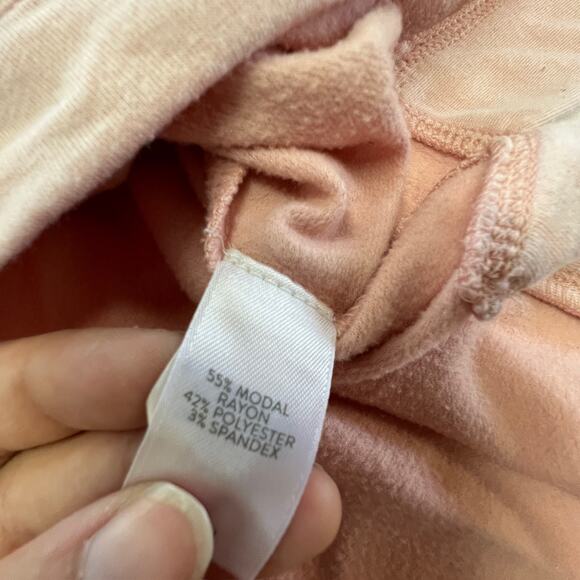 55% MODAL
RAYON
42% POLYESTER
3% SPANDEX